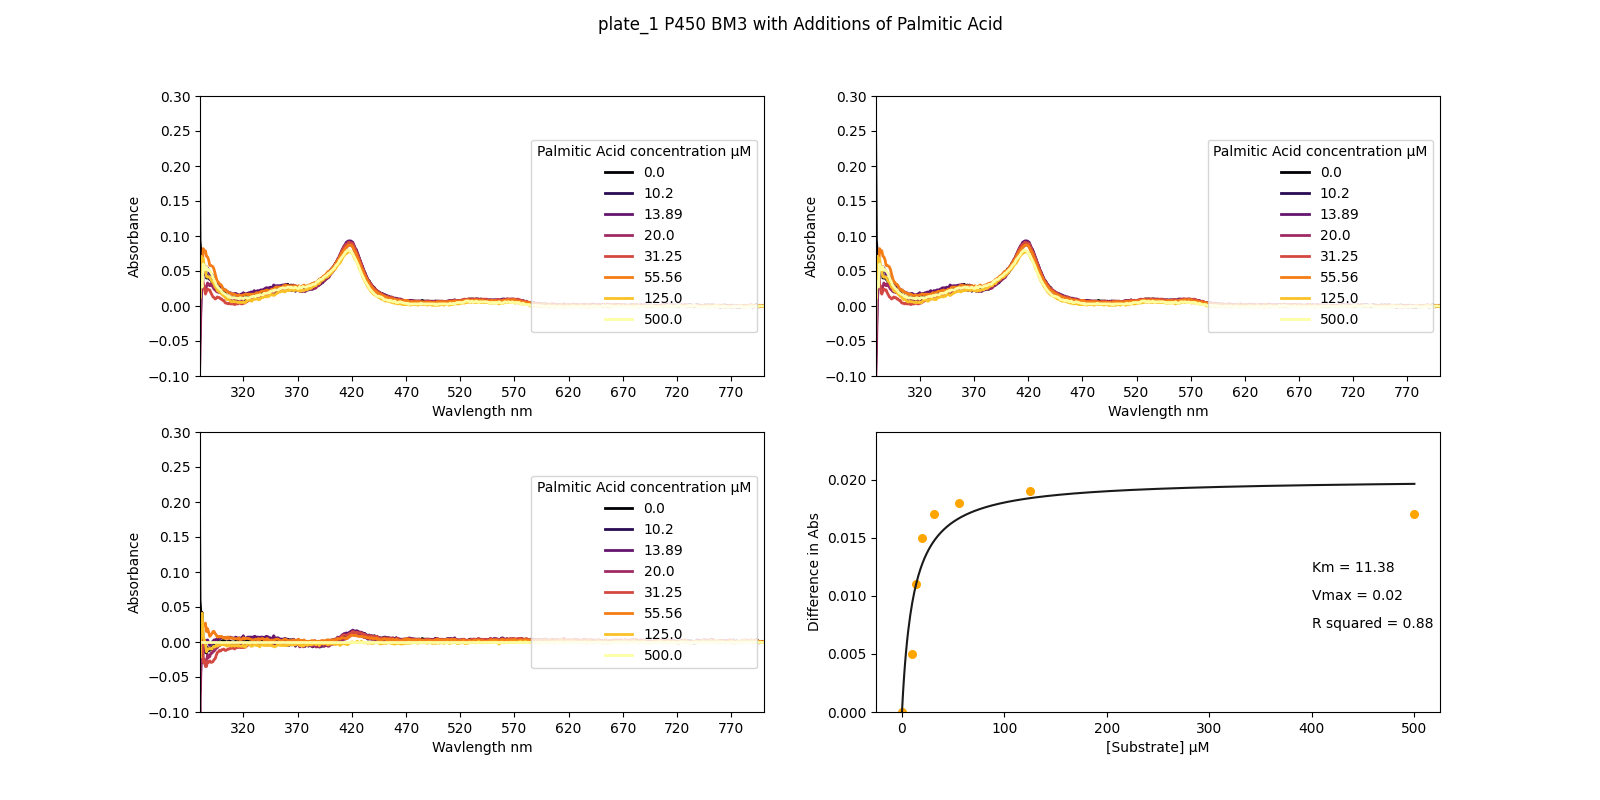 plate_1 P450 BM3 with Additions of Palmitic Acid
0.30
0.25
0.20
0.15
0.10
0.05
0.00
−0.05
−0.10
Absorbance
320 370 420 470 520 570 620 670 720 770
Wavlength nm
Palmitic Acid concentration µM
0.0
10.2
13.89
20.0
31.25
55.56
125.0
500.0
0.30
0.25
0.20
0.15
0.10
0.05
0.00
−0.05
−0.10
Absorbance
320 370 420 470 520 570 620 670 720 770
Wavlength nm
Palmitic Acid concentration µM
0.0
10.2
13.89
20.0
31.25
55.56
125.0
500.0
0.30
0.25
0.20
0.15
0.10
0.05
0.00
−0.05
−0.10
Absorbance
320 370 420 470 520 570 620 670 720 770
Wavlength nm
Palmitic Acid concentration µM
0.0
10.2
13.89
20.0
31.25
55.56
125.0
500.0
0.020
0.015
0.010
0.005
0.000
Difference in Abs
0 100 200 300 400 500
[Substrate] µM
Km = 11.38
Vmax = 0.02
R squared = 0.88